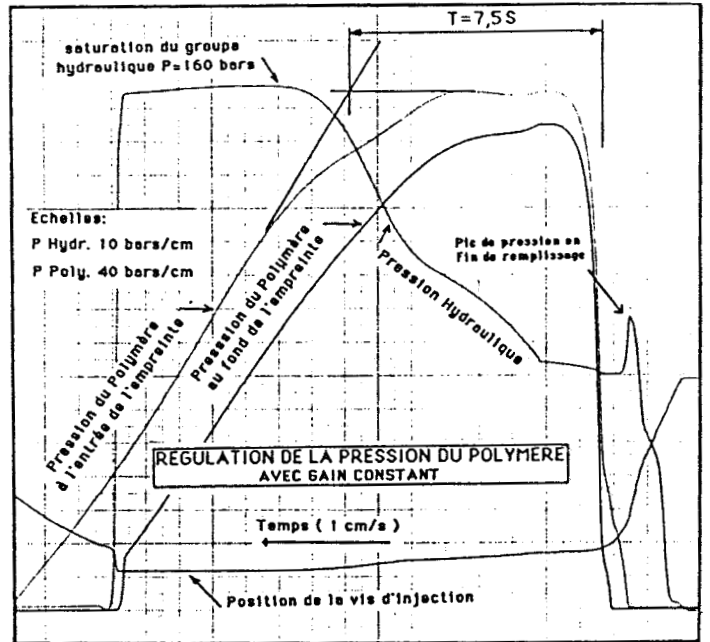 T=7,5S
saturation du groupe
hydraulique P=160 bars
Echelles:
P Hydr. 10 bars/cm
P Poly. 40 bars/cm
Pression du Polymère
à l'entrée de l'empreinte
Pression du Polymère
au fond de l'empreinte
Pression Hydraulique
Pic de pression en
Fin de remplissage
REGULATION DE LA PRESSION DU POLYMERE
AVEC GAIN CONSTANT
Temps ( 1 cm/s )
Position de la vis d'injection